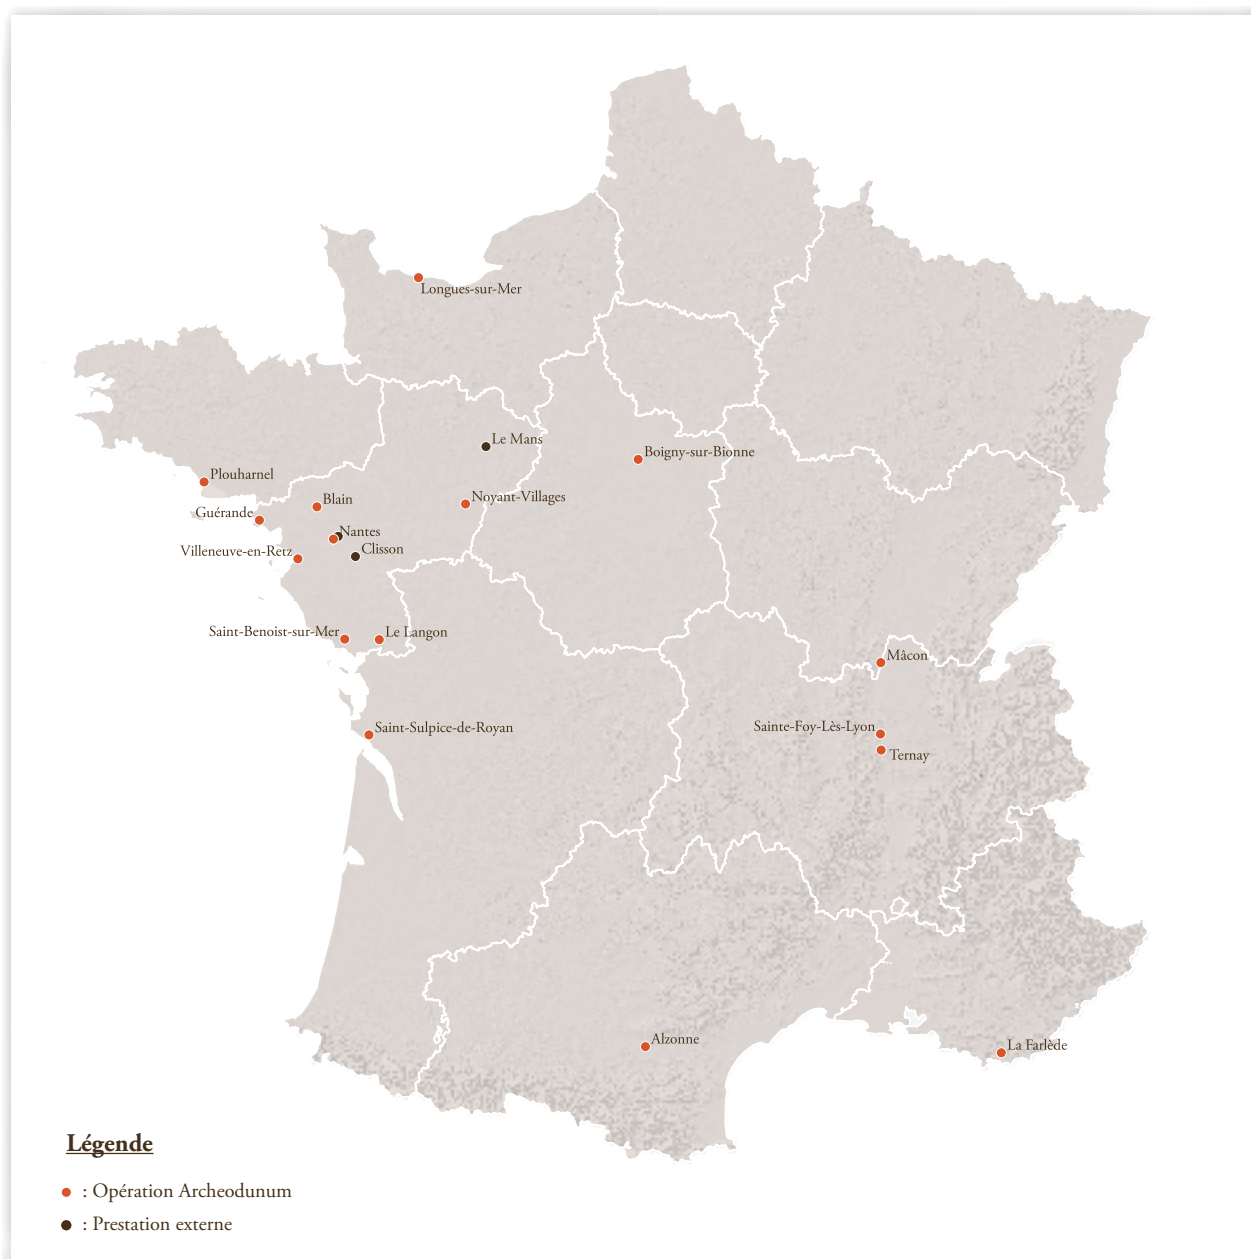 Longues-sur-Mer
Le Mans
Boigny-sur-Bionne
Plouharnel
Noyant-Villages
Blain
Guérande
Nantes
Clisson
Villeneuve-en-Retz
Saint-Benoist-sur-Mer
Le Langon
Mâcon
Saint-Sulpice-de-Royan
Sainte-Foy-Lès-Lyon
Ternay
Alzonne
La Farlède
Légende
: Opération Archeodunum
: Prestation externe